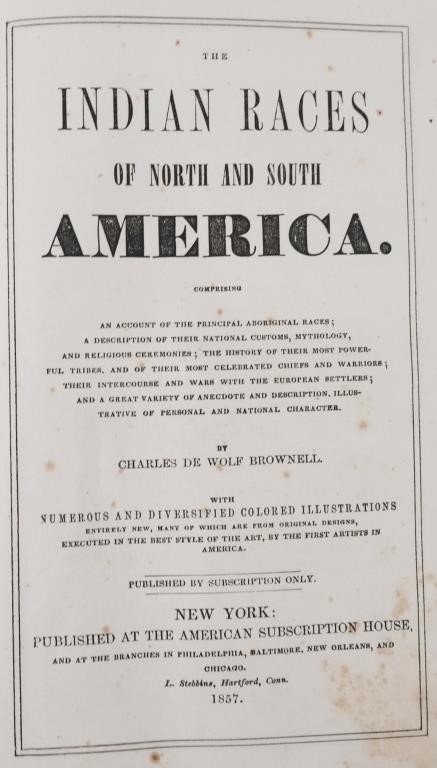 THE
INDIAN RACES
OF NORTH AND SOUTH
AMERICA.
COMPRISING
AN ACCOUNT OF THE PRINCIPAL ABORIGINAL RACES;
A DESCRIPTION OF THEIR NATIONAL CUSTOMS, MYTHOLOGY,
AND RELIGIOUS CEREMONIES; THE HISTORY OF THEIR MOST POWER-
FUL TRIBES, AND OF THEIR MOST CELEBRATED CHIEFS AND WARRIORS;
THEIR INTERCOURSE AND WARS WITH THE EUROPEAN SETTLERS;
AND A GREAT VARIETY OF ANECDOTE AND DESCRIPTION, ILLUS-
TRATIVE OF PERSONAL AND NATIONAL CHARACTER.
BY
CHARLES DE WOLF BROWNELL.
WITH
NUMEROUS AND DIVERSIFIED COLORED ILLUSTRATIONS
ENTIRELY NEW, MANY OF WHICH ARE FROM ORIGINAL DESIGNS,
EXECUTED IN THE BEST STYLE OF THE ART, BY THE FIRST ARTISTS IN
AMERICA.
PUBLISHED BY SUBSCRIPTION ONLY.
NEW YORK:
PUBLISHED AT THE AMERICAN SUBSCRIPTION HOUSE,
AND AT THE BRANCHES IN PHILADELPHIA, BALTIMORE, NEW ORLEANS, AND
CHICAGO.
L. Stebbins, Hartford, Conn.
1857.